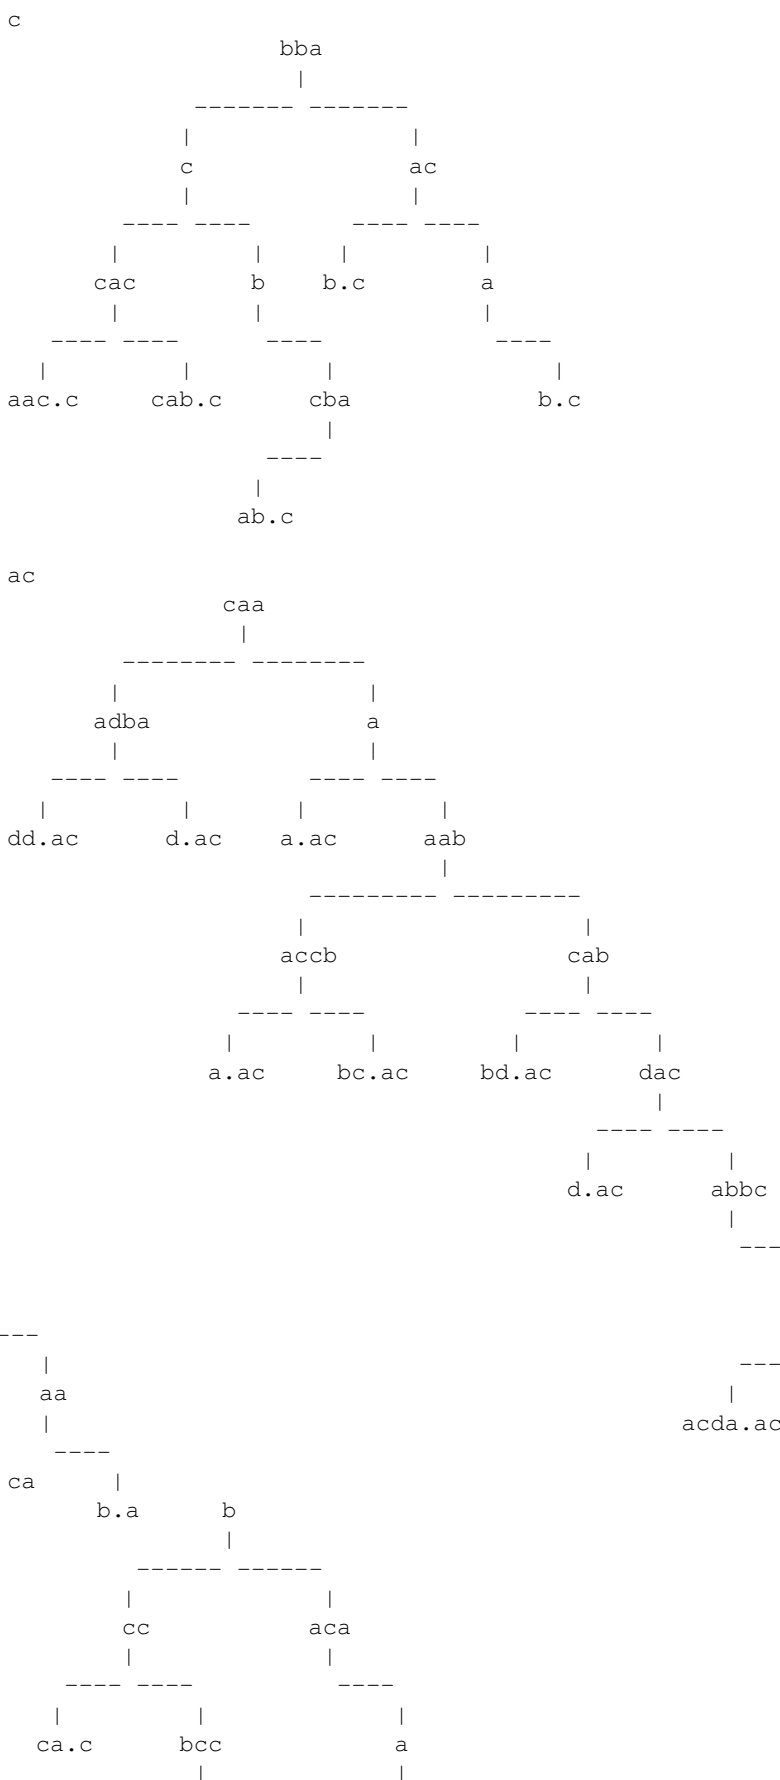 c
bba
|
------- -------
| |
c ac
| |
---- ---- ---- ----
| | | |
cac b b.c a
| | |
---- ---- ---- ----
| | | |
aac.c cab.c cba b.c
|
----
|
ab.c
ac
caa
|
-------- --------
| |
adba a
| |
---- ---- ---- ----
| | | |
dd.ac d.ac a.ac aab
|
--------- ---------
| |
accb cab
| |
---- ---- ---- ----
| | | |
a.ac bc.ac bd.ac dac
|
---- ----
| |
d.ac abbc
|
---
---
| ---
aa |
| acda.ac
----
ca |
b.a b
|
------ ------
| |
cc aca
| |
---- ---- ----
| | |
ca.c bcc a
| |